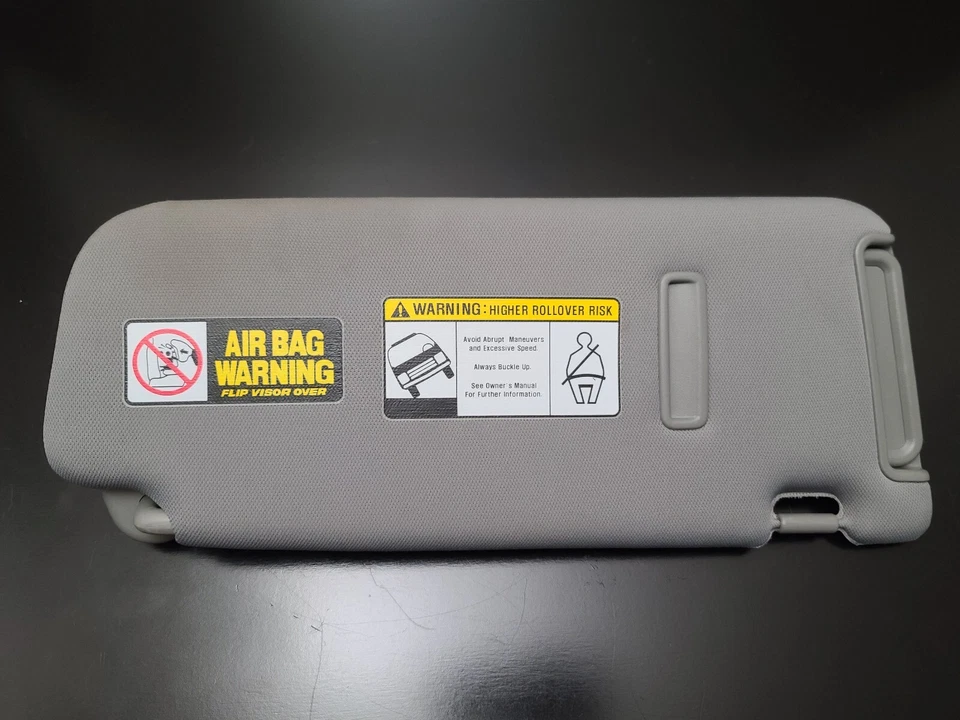 AIR BAG
WARNING
FLIP VISOR OVER
WARNING: HIGHER ROLLOVER RISK
Avoid Abrupt Maneuvers
and Excessive Speed.
Always Buckle Up.
See Owner's Manual
For Further Information.